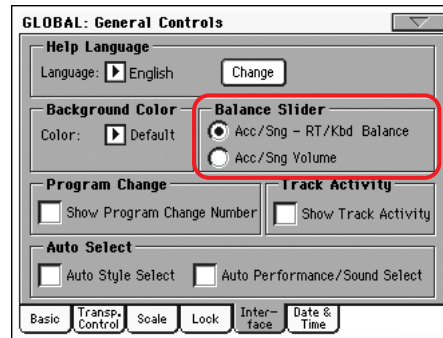 GLOBAL: General Controls
Help Language
Language: English Change
Background Color Balance Slider
Color: Default Acc/Sng - RT/Kbd Balance
Acc/Sng Volume
Program Change Track Activity
Show Program Change Number Show Track Activity
Auto Select
Auto Style Select Auto Performance/Sound Select
Basic Transp. Control Scale Lock Inter- face Date & Time